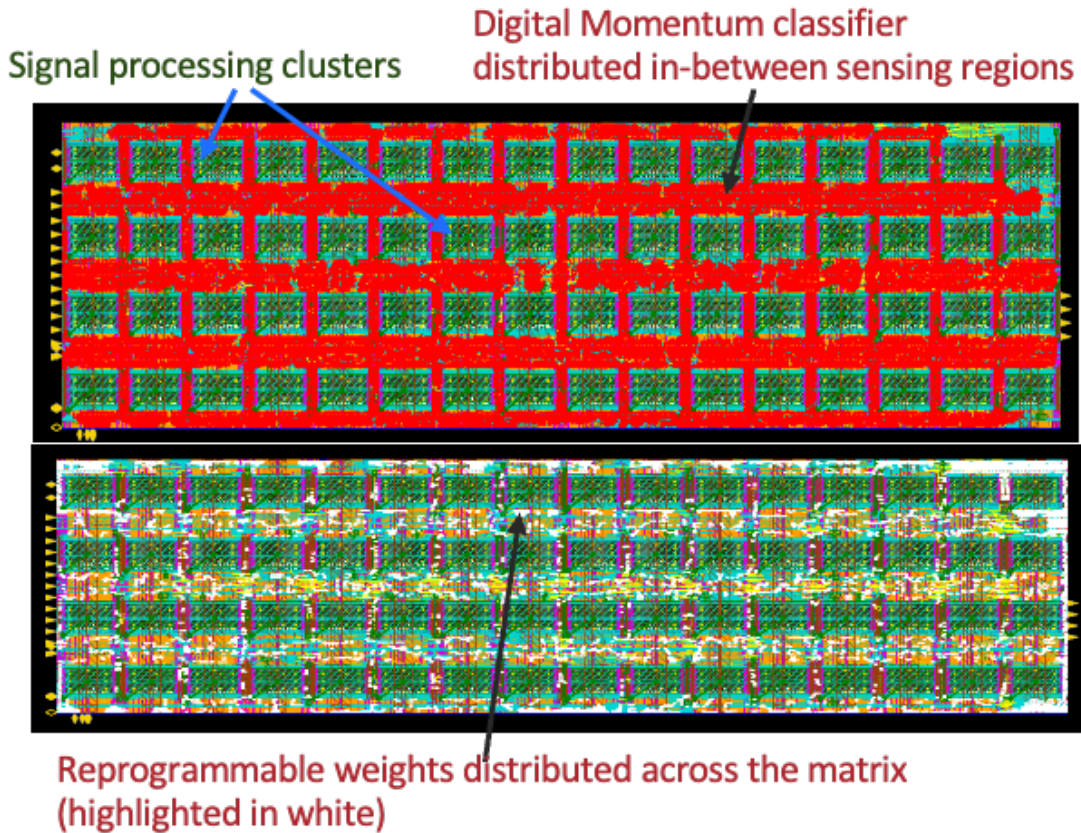 Digital Momentum classifier
distributed in-between sensing regions
Signal processing clusters
Reprogrammable weights distributed across the matrix
(highlighted in white)